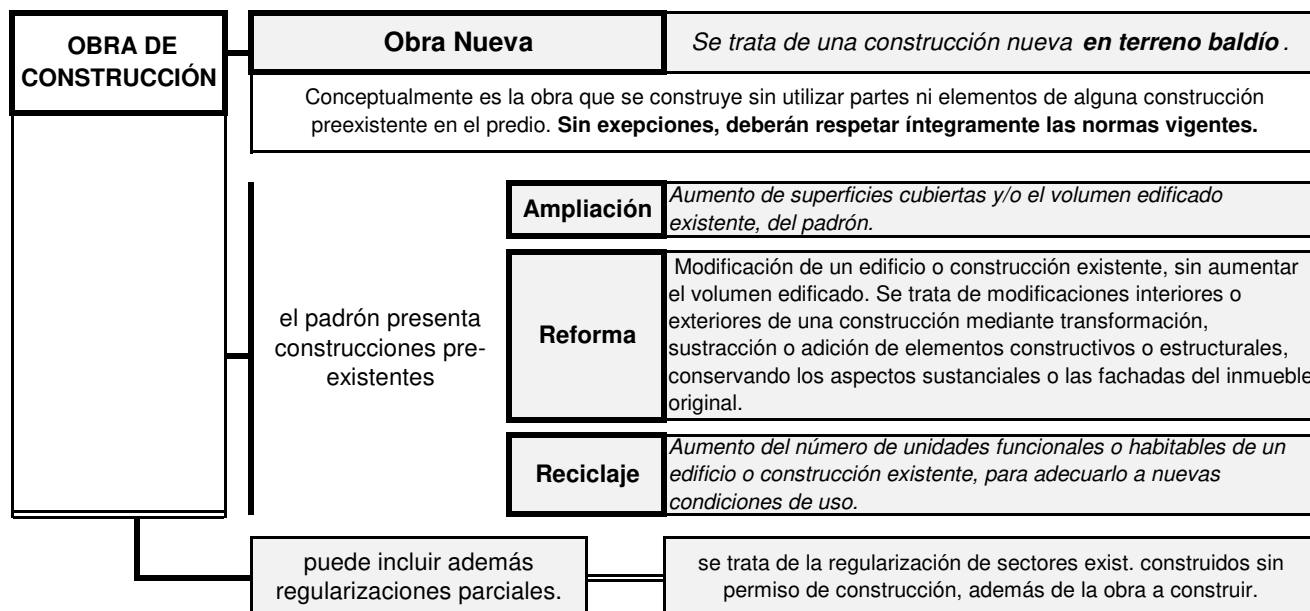 OBRA DE
CONSTRUCCIÓN
Obra Nueva
Se trata de una construcción nueva en terreno baldío .
Conceptualmente es la obra que se construye sin utilizar partes ni elementos de alguna construcción
preexistente en el predio. Sin exepciones, deberán respetar íntegramente las normas vigentes.
el padrón presenta
construcciones pre-
existentes
Ampliación
Aumento de superficies cubiertas y/o el volumen edificado
existente, del padrón.
Reforma
Modificación de un edificio o construcción existente, sin aumentar
el volumen edificado. Se trata de modificaciones interiores o
exteriores de una construcción mediante transformación,
sustracción o adición de elementos constructivos o estructurales,
conservando los aspectos sustanciales o las fachadas del inmueble
original.
Reciclaje
Aumento del número de unidades funcionales o habitables de un
edificio o construcción existente, para adecuarlo a nuevas
condiciones de uso.
puede incluir además
regularizaciones parciales.
se trata de la regularización de sectores exist. construidos sin
permiso de construcción, además de la obra a construir.